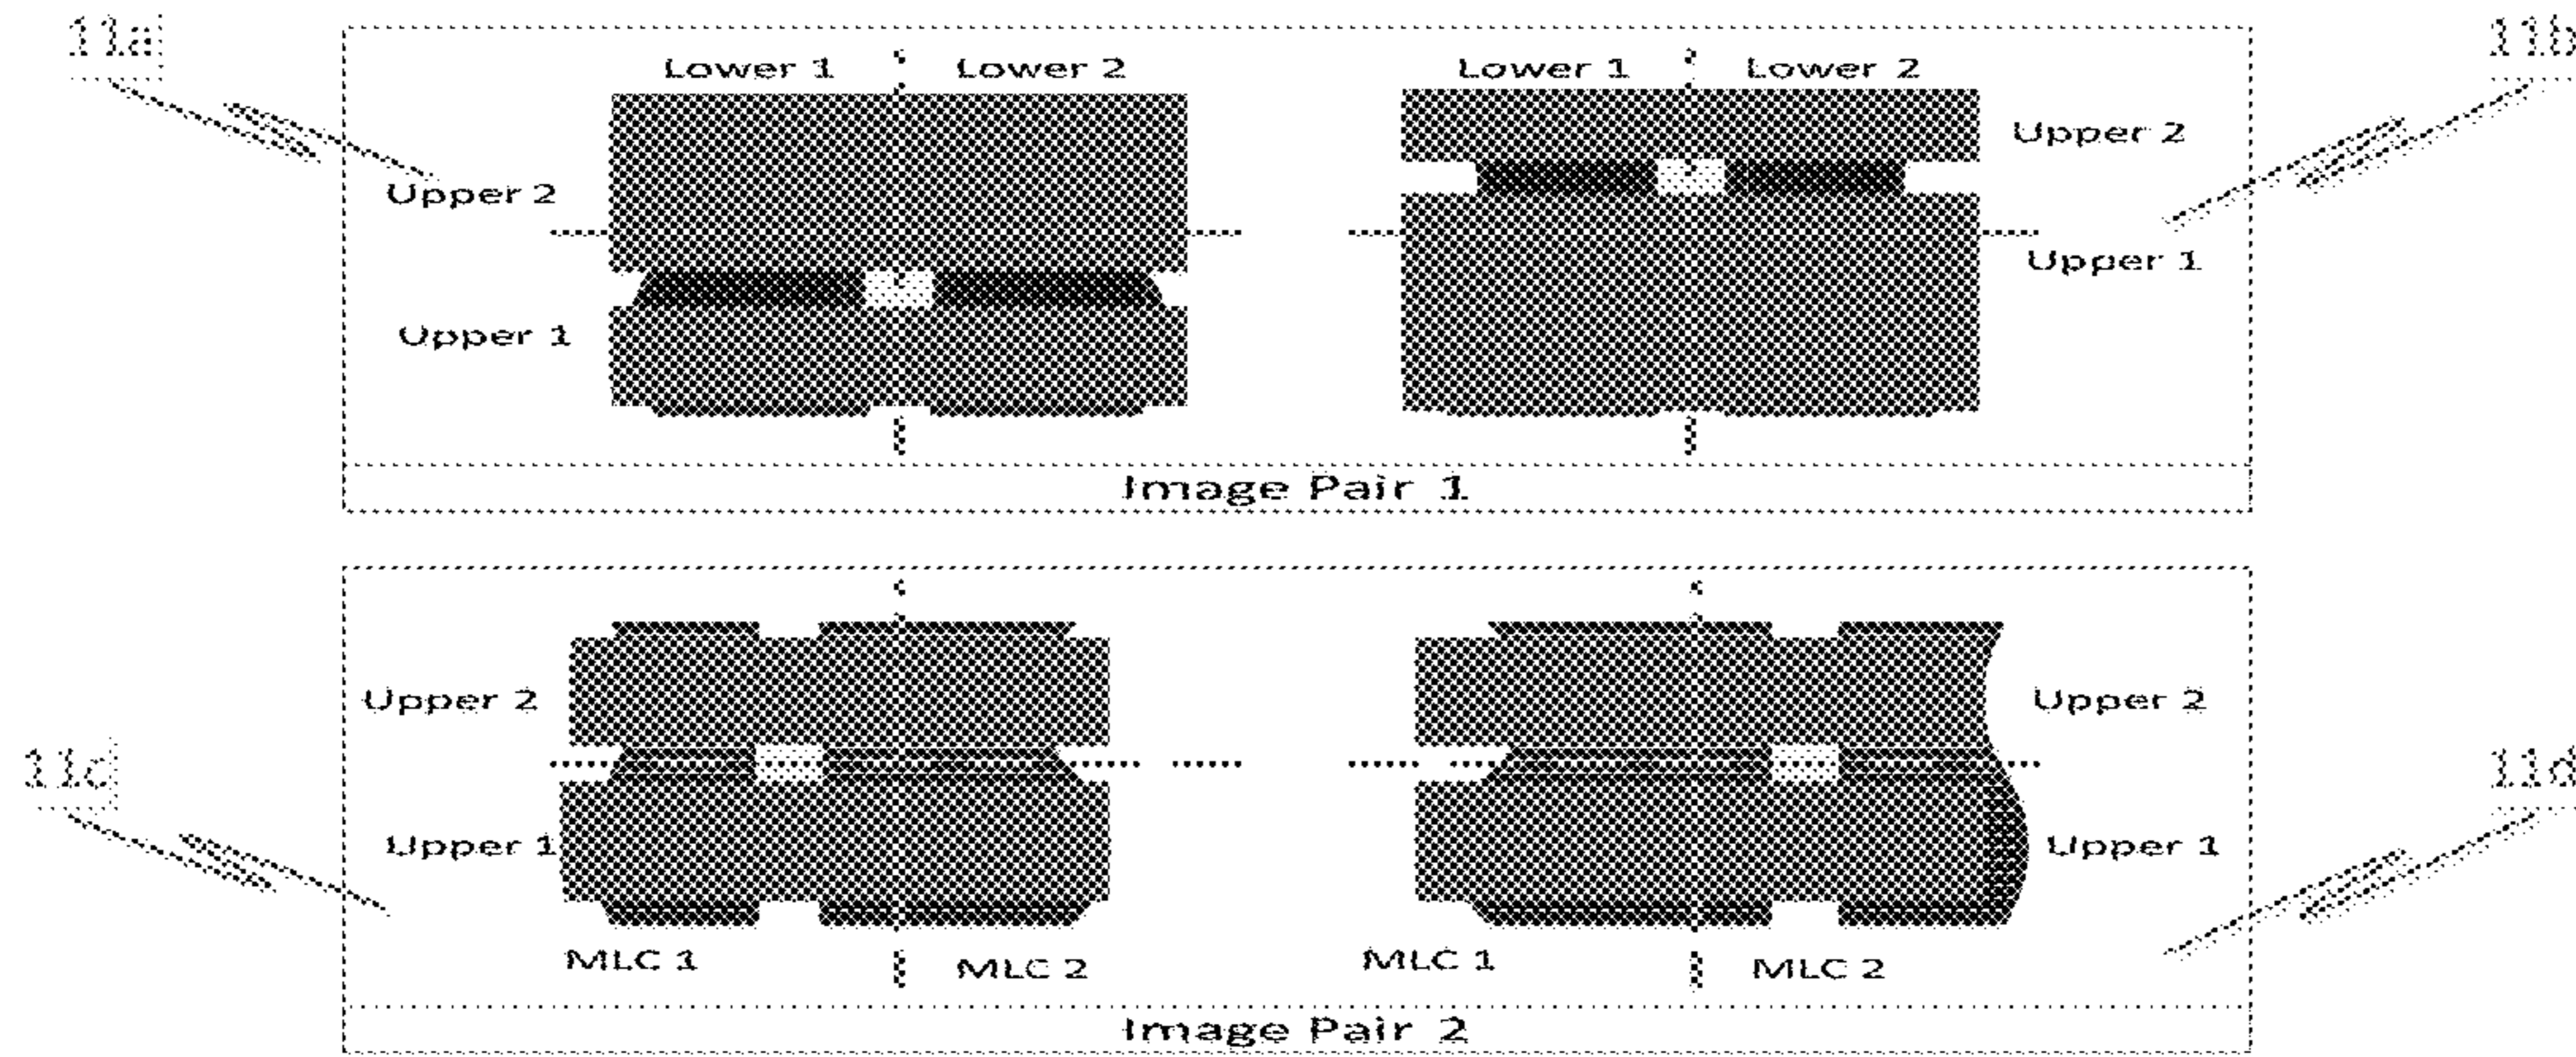 11a
11b
Lower 1 Lower 2
Lower 1 Lower 2
Upper 2
Upper 2
Upper 1
Upper 1
Image Pair 1
Upper 2
Upper 2
11c
11d
Upper 1
Upper 1
MLC 1 MLC 2
MLC 1 MLC 2
Image Pair 2